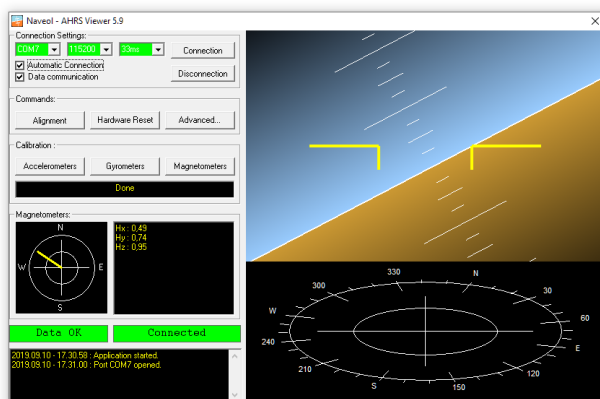 Naveol - AHRS Viewer 5.9
Connection Settings:
COM7 115200 33ms Connection
Automatic Connection
Data communication
Disconnection
Commands:
Alignment Hardware Reset Advanced...
Calibration :
Accelerometers Gyrometers Magnetometers
Done
Magnetometers:
N
W E
S
Hx : 0,49
Hy : 0,74
Hz : 0,95
Data OK Connected
2019.09.10 - 17.30.58 : Application started.
2019.09.10 - 17.31.00 : Port COM7 opened.
330 N
300 30
W 60
240 E
210 120
S 150